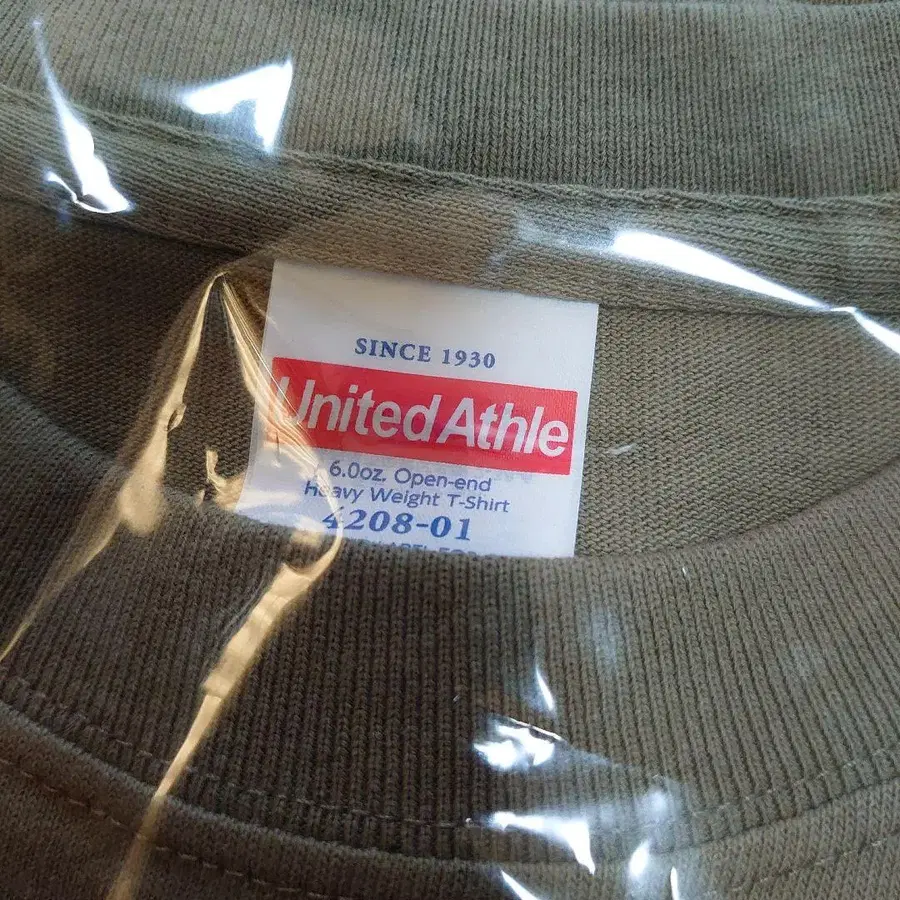 SINCE 1930
United Athle
6.0oz. Open-end
Heavy Weight T-Shirt
4208-01